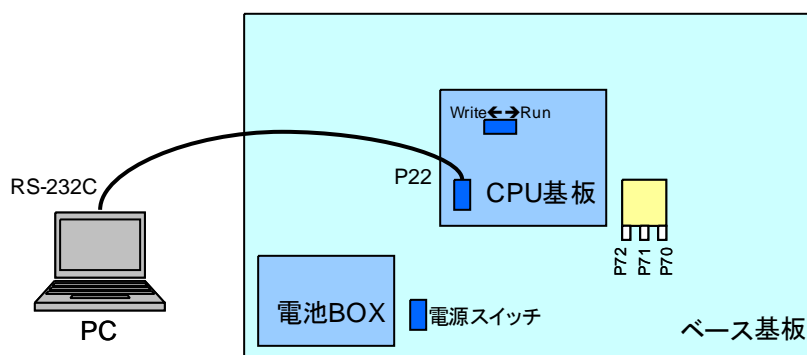 Write Run
RS-232C
P22
CPU基板
P72
P71
P70
電池BOX
電源スイッチ
PC
ベース基板